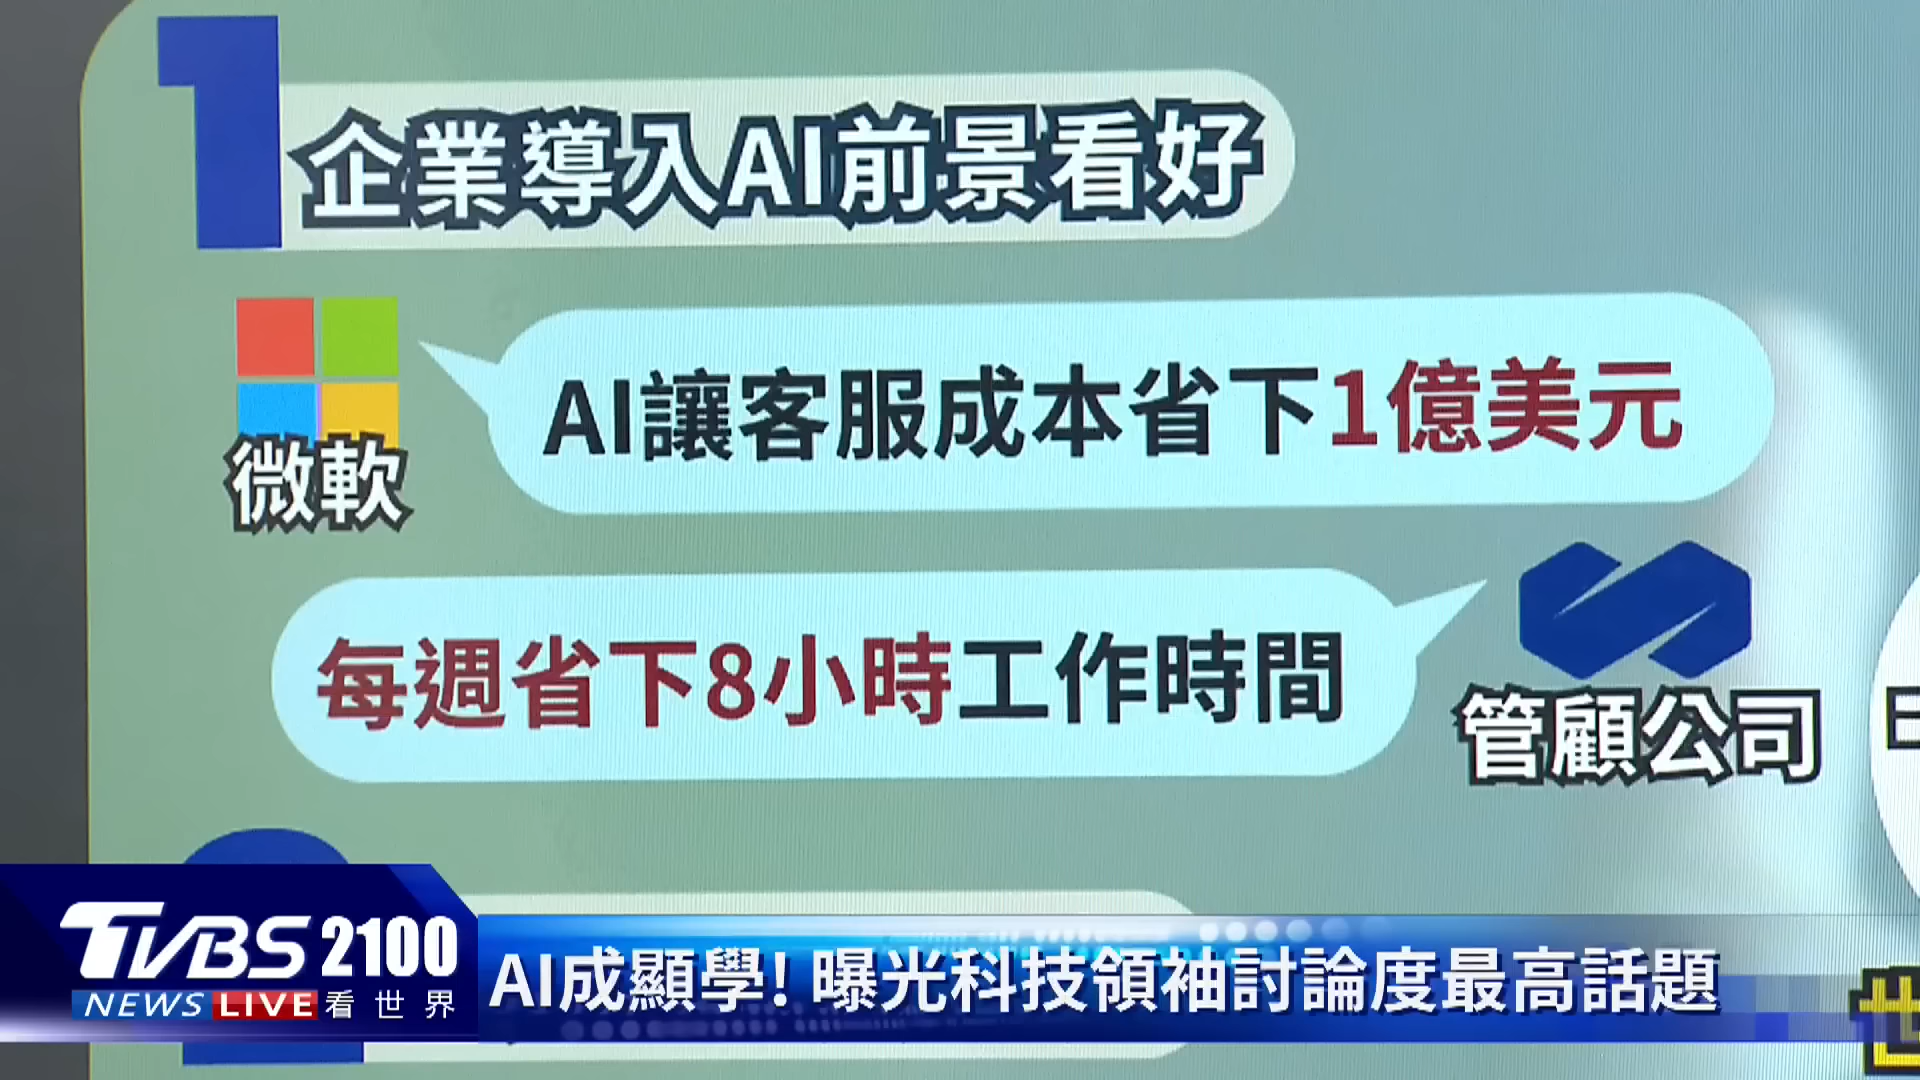 1
企業導入AI前景看好
AI讓客服成本省下1億美元
微軟
每週省下8小時工作時間
管顧公司
TVBS 2100
NEWS LIVE 看世界
AI成顯學! 曝光科技領袖討論度最高話題